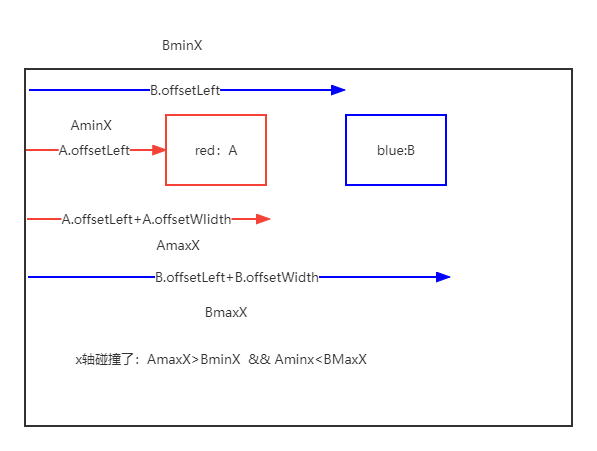 BminX
B.offsetLeft
AminX
A.offsetLeft
red：A
blue:B
A.offsetLeft+A.offsetWlidth
AmaxX
B.offsetLeft+B.offsetWidth
BmaxX
x轴碰撞了：AmaxX>BminX && Aminx<BMaxX